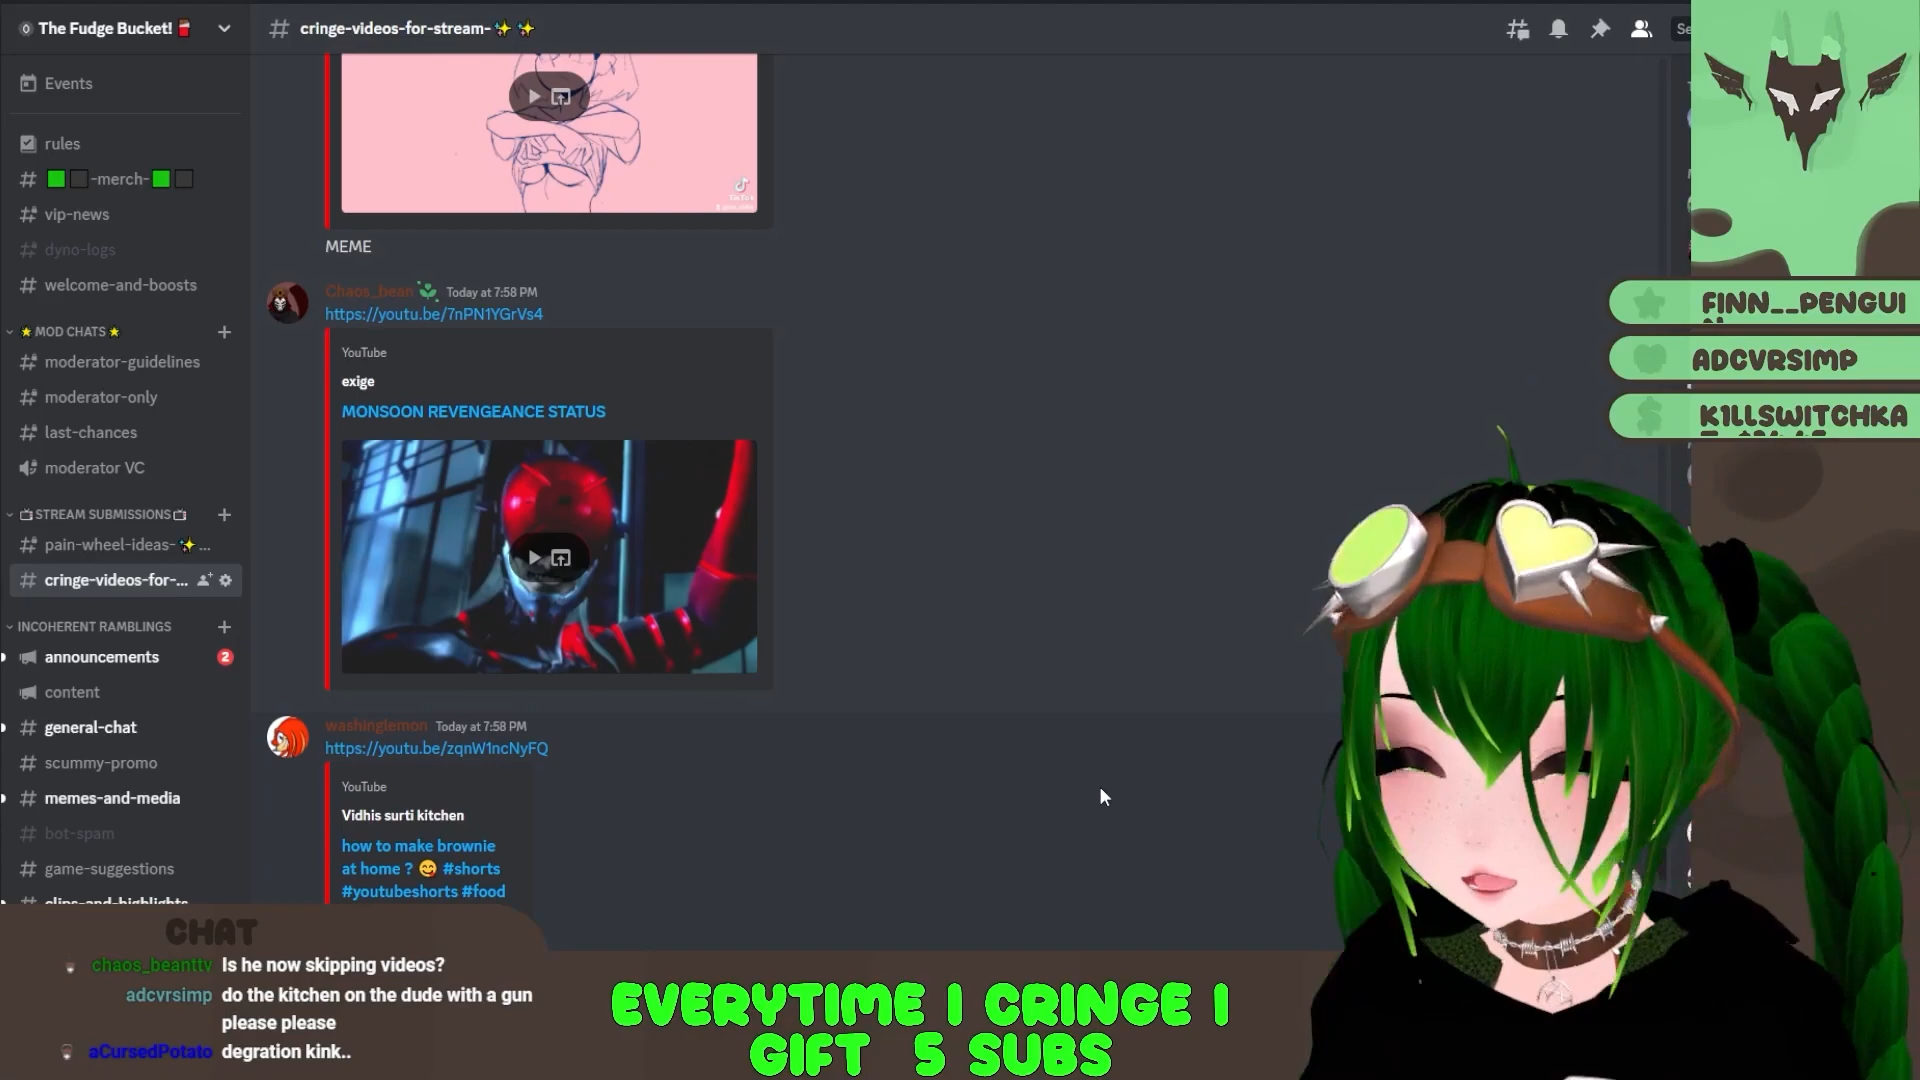 The Fudge Bucket!
cringe-videos-for-stream-
Events
rules
-merch-
vip-news
dyno-logs
welcome-and-boosts
MOD CHATS
moderator-guidelines
moderator-only
last-chances
moderator VC
STREAM SUBMISSIONS
pain-wheel-ideas- ...
cringe-videos-for-...
INCOHERENT RAMBLINGS
announcements 2
content
general-chat
scummy-promo
memes-and-media
bot-spam
game-suggestions
clips-and-highlights
TikTok
MEME
Chaos_bean Today at 7:58 PM
https://youtu.be/7nPN1YGrVs4
YouTube
exige
MONSOON REVENGEANCE STATUS
washinglemon Today at 7:58 PM
https://youtu.be/zqnW1ncNyFQ
YouTube
Vidhis surti kitchen
how to make brownie
at home ? 😋 #shorts
#youtubeshorts #food
Se
FINN__PENGUI
ADCVRSIMP
K1LLSWITCHKA
CHAT
chaos_beanttv Is he now skipping videos?
adcvrsimp do the kitchen on the dude with a gun
please please
aCursedPotato degration kink..
EVERYTIME I CRINGE I
GIFT 5 SUBS